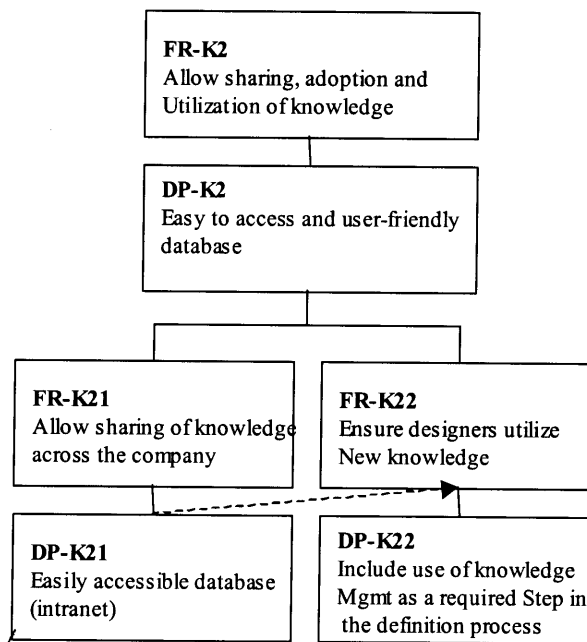 FR-K2
Allow sharing, adoption and
Utilization of knowledge
DP-K2
Easy to access and user-friendly
database
FR-K21
Allow sharing of knowledge
across the company
FR-K22
Ensure designers utilize
New knowledge
DP-K21
Easily accessible database
(intranet)
DP-K22
Include use of knowledge
Mgmt as a required Step in
the definition process